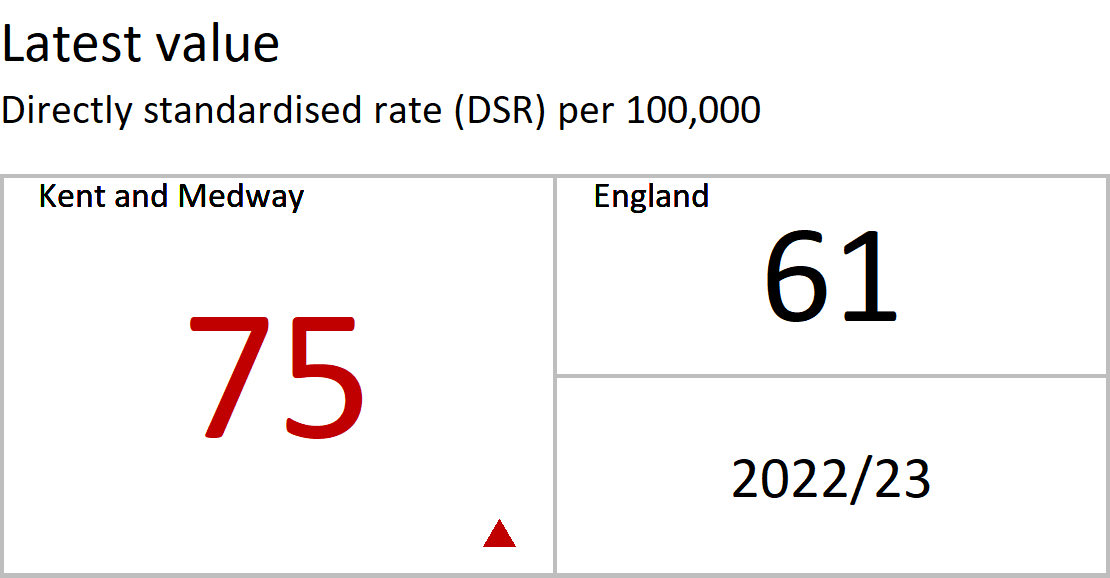 Latest value
Directly standardised rate (DSR) per 100,000
Kent and Medway
75
England
61
2022/23